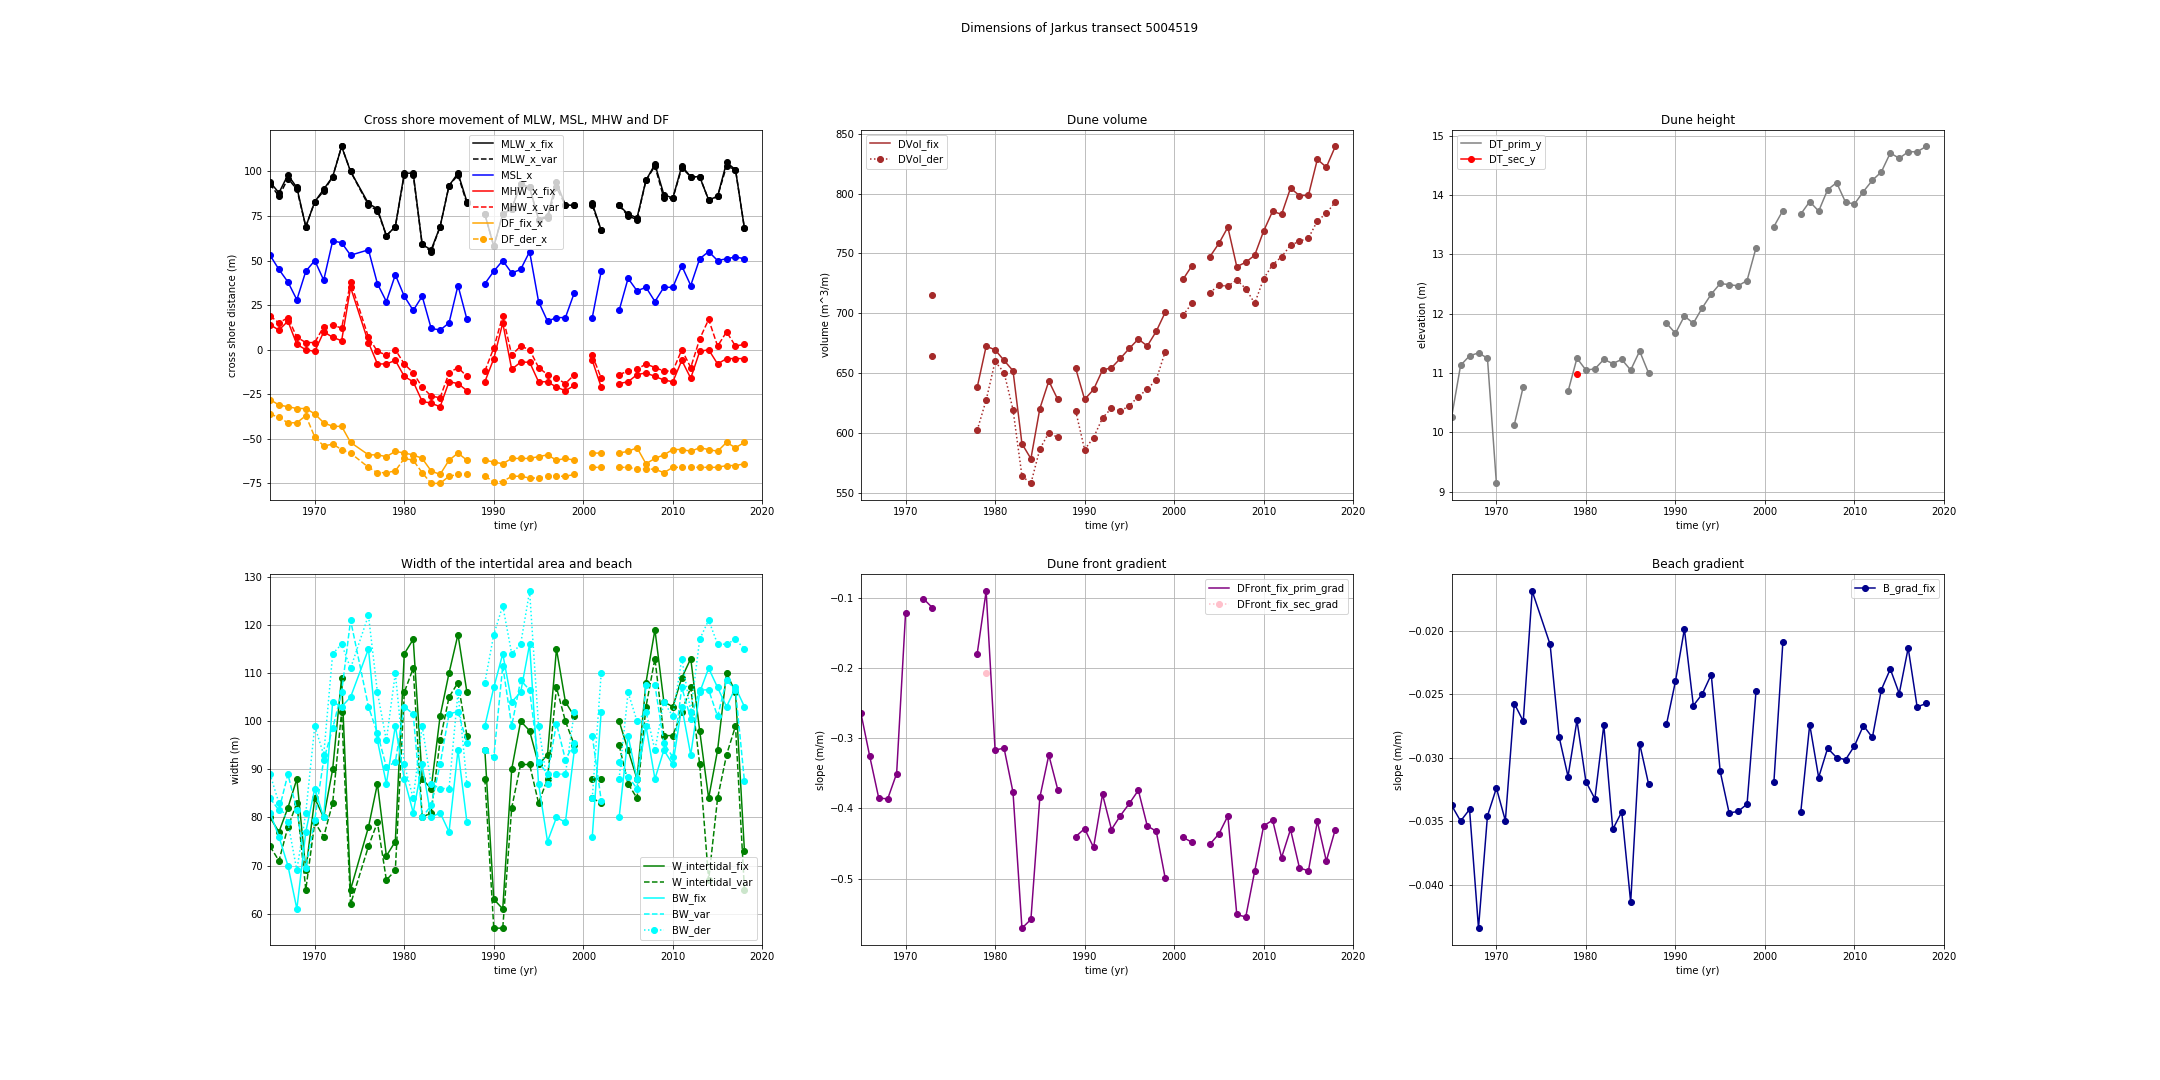 Dimensions of Jarkus transect 5004519
Cross shore movement of MLW, MSL, MHW and DF
MLW_x_fix
MLW_x_var
MSL_x
MHW_x_fix
MHW_x_var
DF_fix_x
DF_der_x
100
75
50
25
0
−25
−50
−75
cross shore distance (m)
1970 1980 1990 2000 2010 2020
time (yr)
Dune volume
DVol_fix
DVol_der
850
800
750
700
650
600
550
volume (m^3/m)
1970 1980 1990 2000 2010 2020
time (yr)
Dune height
DT_prim_y
DT_sec_y
15
14
13
12
11
10
9
elevation (m)
1970 1980 1990 2000 2010 2020
time (yr)
Width of the intertidal area and beach
130
120
110
100
90
80
70
60
width (m)
W_intertidal_fix
W_intertidal_var
BW_fix
BW_var
BW_der
1970 1980 1990 2000 2010 2020
time (yr)
Dune front gradient
DFront_fix_prim_grad
DFront_fix_sec_grad
−0.1
−0.2
−0.3
−0.4
−0.5
slope (m/m)
1970 1980 1990 2000 2010 2020
time (yr)
Beach gradient
B_grad_fix
−0.020
−0.025
−0.030
−0.035
−0.040
slope (m/m)
1970 1980 1990 2000 2010 2020
time (yr)